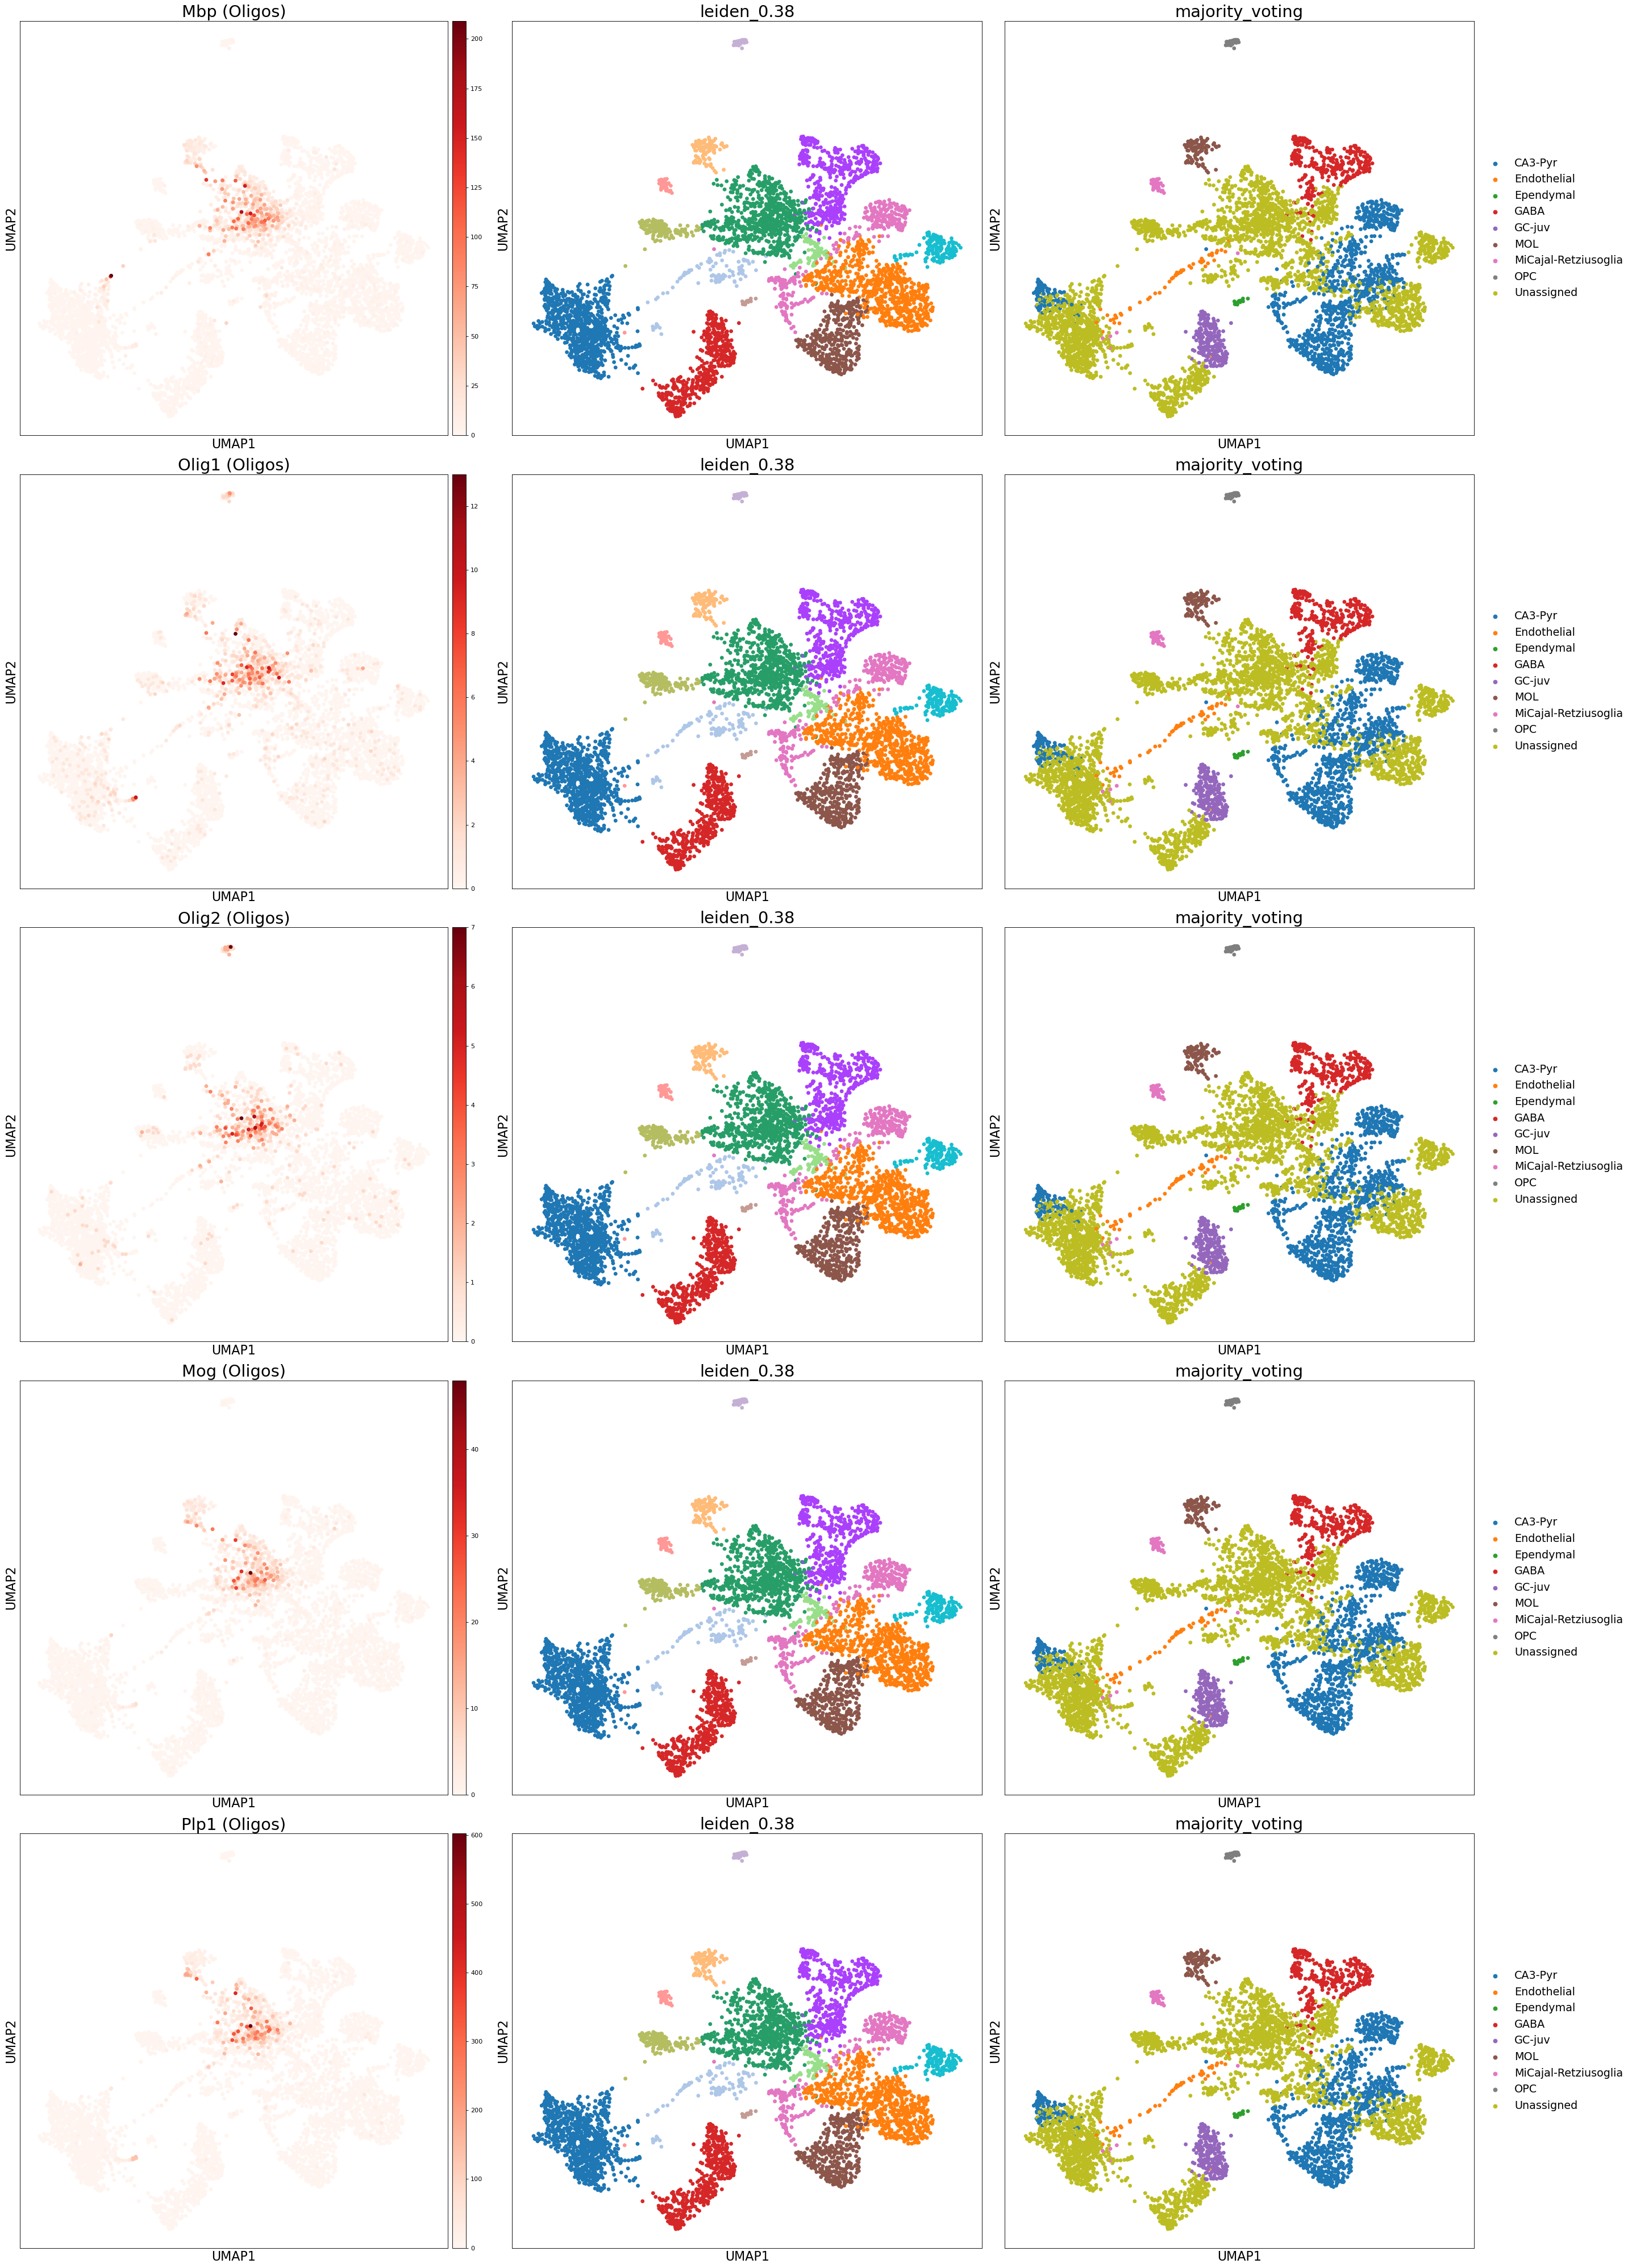 Mbp (Oligos)
leiden_0.38
majority_voting
UMAP2
UMAP1
200
175
150
125
100
75
50
25
0
UMAP1
UMAP2
UMAP1
CA3-Pyr
Endothelial
Ependymal
GABA
GC-juv
MOL
MiCajal-Retziusoglia
OPC
Unassigned
Olig1 (Oligos)
leiden_0.38
majority_voting
UMAP2
UMAP1
12
10
8
6
4
2
0
UMAP2
UMAP1
UMAP2
UMAP1
CA3-Pyr
Endothelial
Ependymal
GABA
GC-juv
MOL
MiCajal-Retziusoglia
OPC
Unassigned
Olig2 (Oligos)
leiden_0.38
majority_voting
UMAP2
UMAP1
7
6
5
4
3
2
1
0
UMAP2
UMAP1
UMAP2
UMAP1
CA3-Pyr
Endothelial
Ependymal
GABA
GC-juv
MOL
MiCajal-Retziusoglia
OPC
Unassigned
Mog (Oligos)
leiden_0.38
majority_voting
UMAP2
UMAP1
40
30
20
10
0
UMAP2
UMAP1
UMAP2
UMAP1
CA3-Pyr
Endothelial
Ependymal
GABA
GC-juv
MOL
MiCajal-Retziusoglia
OPC
Unassigned
Plp1 (Oligos)
leiden_0.38
majority_voting
UMAP2
UMAP1
600
500
400
300
200
100
0
UMAP2
UMAP1
UMAP2
UMAP1
CA3-Pyr
Endothelial
Ependymal
GABA
GC-juv
MOL
MiCajal-Retziusoglia
OPC
Unassigned